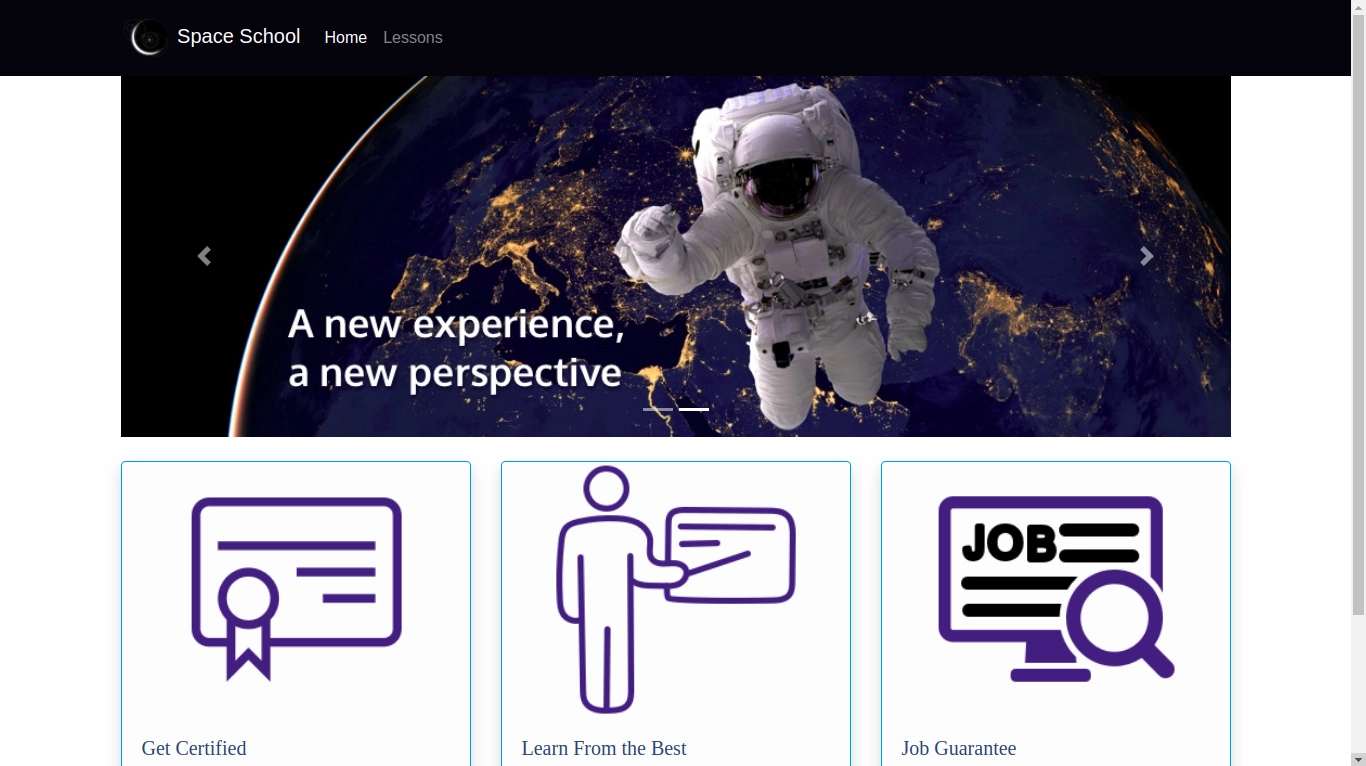 Space School
Home
Lessons
A new experience,
a new perspective
JOB
Get Certified
Learn From the Best
Job Guarantee